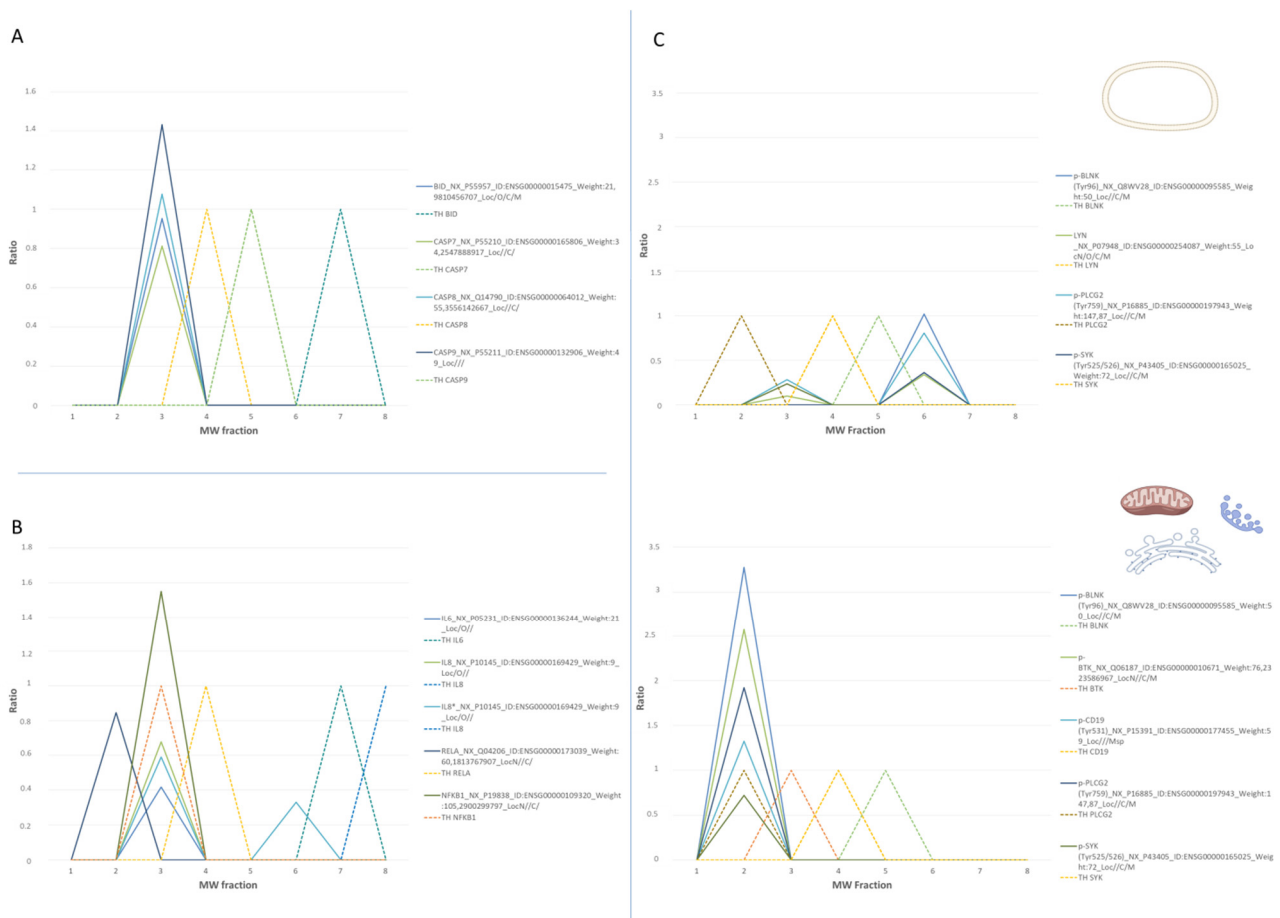 A
1.6
1.4
1.2
1
0.8
0.6
0.4
0.2
0
Ratio
1
2
3
4
5
6
7
8
MW fraction
BID_NX_P55957_ID:ENSG00000015475_Weight:21,
9810456707_Loc/O/C/M
TH BID
CASP7_NX_P55210_ID:ENSG00000165806_Weight:3
4,2547888917_Loc//C/
TH CASP7
CASP8_NX_Q14790_ID:ENSG00000064012_Weight:
55,3556142667_Loc//C/
TH CASP8
CASP9_NX_P55211_ID:ENSG00000132906_Weight:4
9_Loc///
TH CASP9
B
1.8
1.6
1.4
1.2
1
0.8
0.6
0.4
0.2
0
Ratio
1
2
3
4
5
6
7
8
MW fraction
IL6_NX_P05231_ID:ENSG00000136244_Weight:21
_Loc/O//
TH IL6
IL8_NX_P10145_ID:ENSG00000169429_Weight:9_
Loc/O//
TH IL8
IL8*_NX_P10145_ID:ENSG00000169429_Weight:9
_Loc/O//
TH IL8
RELA_NX_Q04206_ID:ENSG00000173039_Weight:
60,1813767907_LocN//C/
TH RELA
NFKB1_NX_P19838_ID:ENSG00000109320_Weight
:105,2900299797_LocN//C/
TH NFKB1
C
3.5
3
2.5
2
1.5
1
0.5
0
Ratio
1
2
3
4
5
6
7
8
MW Fraction
p-BLNK
(Tyr96)_NX_Q8WV28_ID:ENSG00000095585_Weig
ht:50_Loc//C/M
TH BLNK
LYN
_NX_P07948_ID:ENSG00000254087_Weight:55_Lo
cN/O/C/M
TH LYN
p-PLCG2
(Tyr759)_NX_P16885_ID:ENSG00000197943_Weig
ht:147,87_Loc//C/M
TH PLCG2
p-SYK
(Tyr525/526)_NX_P43405_ID:ENSG00000165025_
Weight:72_Loc//C/M
TH SYK
3.5
3
2.5
2
1.5
1
0.5
0
Ratio
1
2
3
4
5
6
7
8
MW Fraction
p-BLNK
(Tyr96)_NX_Q8WV28_ID:ENSG00000095585_Weight:5
0_Loc//C/M
TH BLNK
p-
BTK_NX_Q06187_ID:ENSG00000010671_Weight:76,23
23586967_LocN//C/M
TH BTK
p-CD19
(Tyr531)_NX_P15391_ID:ENSG00000177455_Weight:5
9_Loc///Msp
TH CD19
p-PLCG2
(Tyr759)_NX_P16885_ID:ENSG00000197943_Weight:1
47,87_Loc//C/M
TH PLCG2
p-SYK
(Tyr525/526)_NX_P43405_ID:ENSG00000165025_Weig
ht:72_Loc//C/M
TH SYK